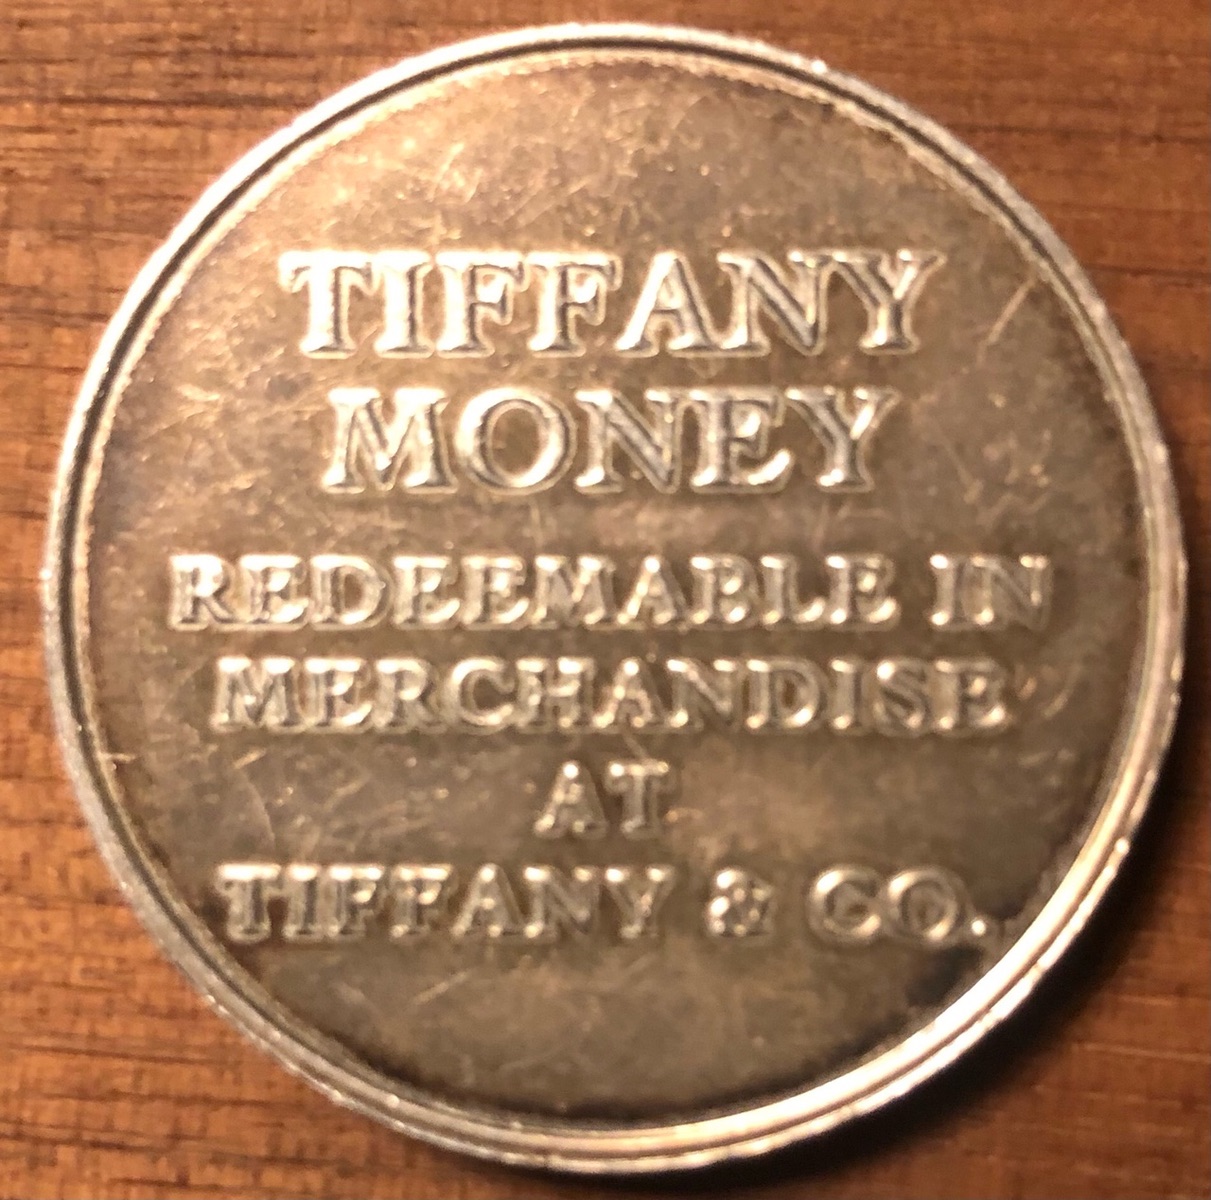 TIFFANY
MONEY
REDEEMABLE IN
MERCHANDISE
AT
TIFFANY & CO.